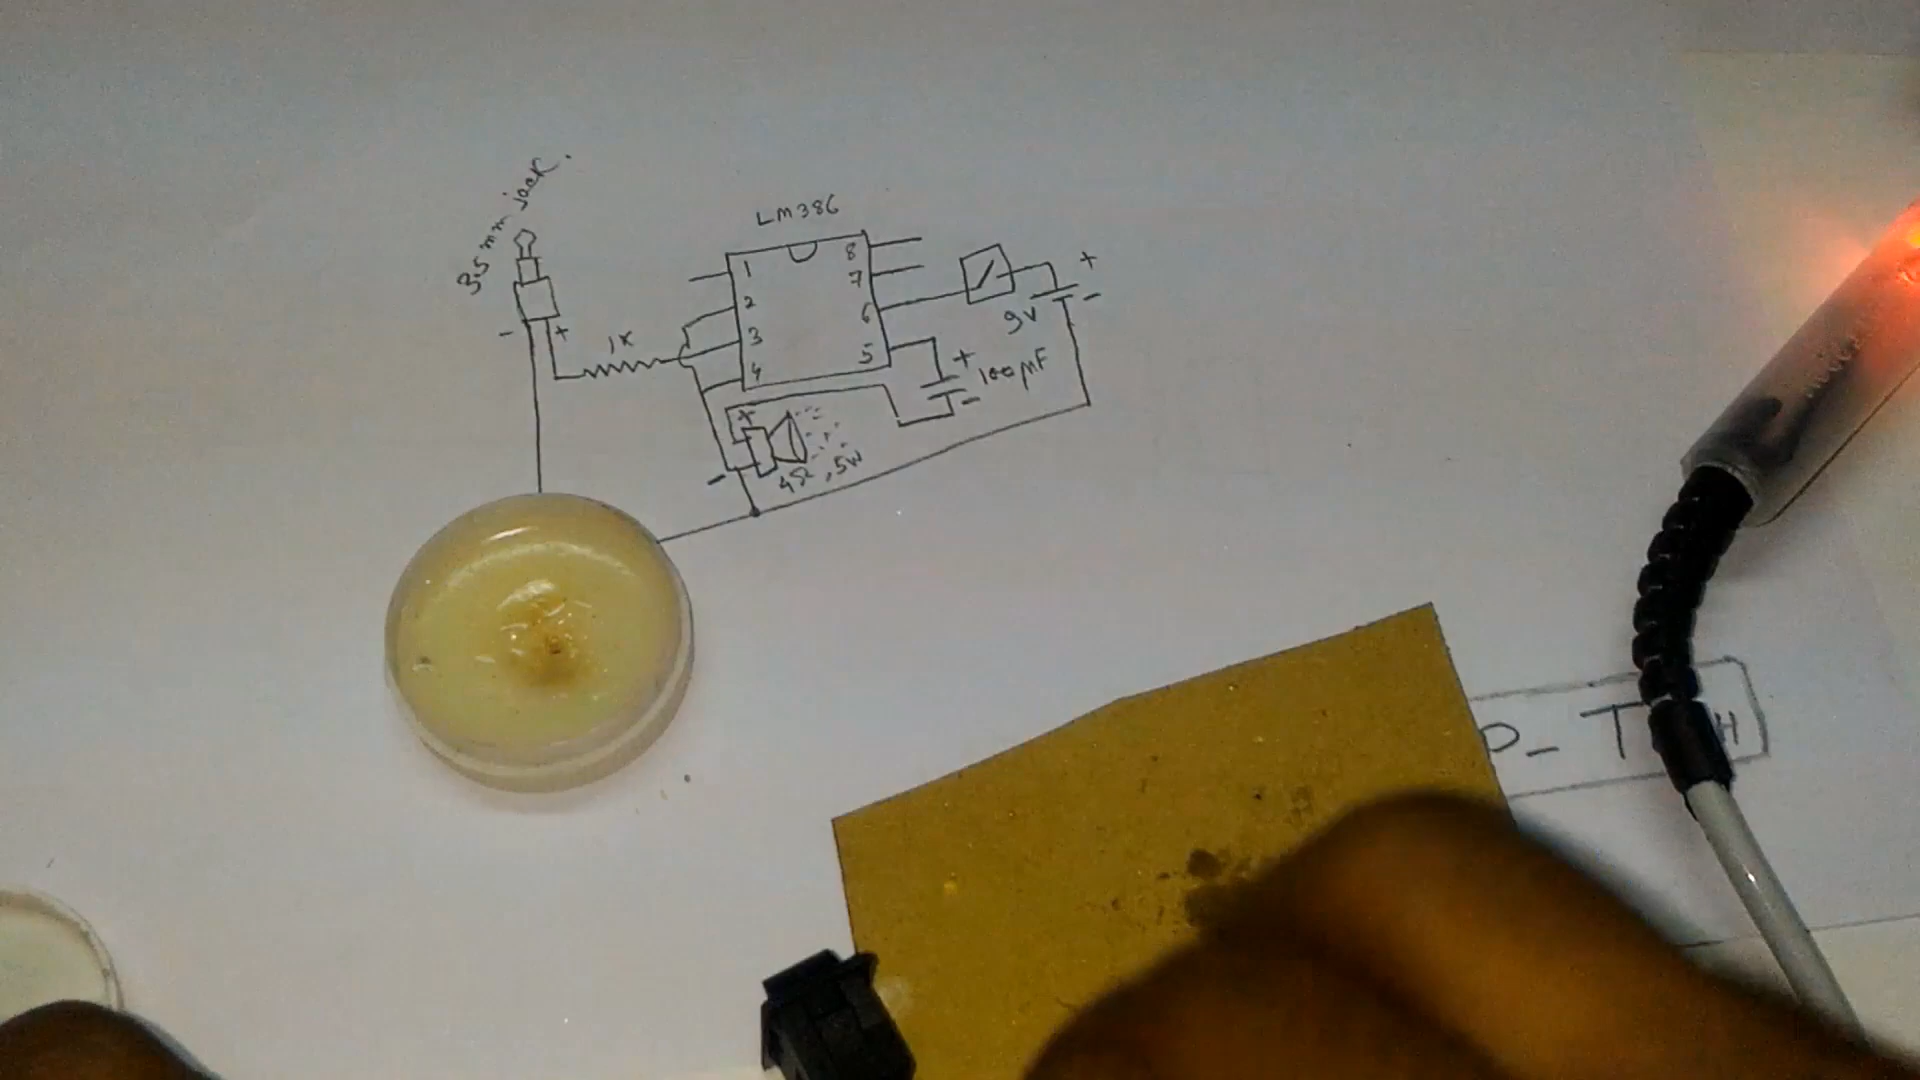 3.5 mm jack.
LM386
1
8
2
7
3
6
4
5
- +
1K
+
-
9V
+
-
100μF
+
-
4Ω, 5W